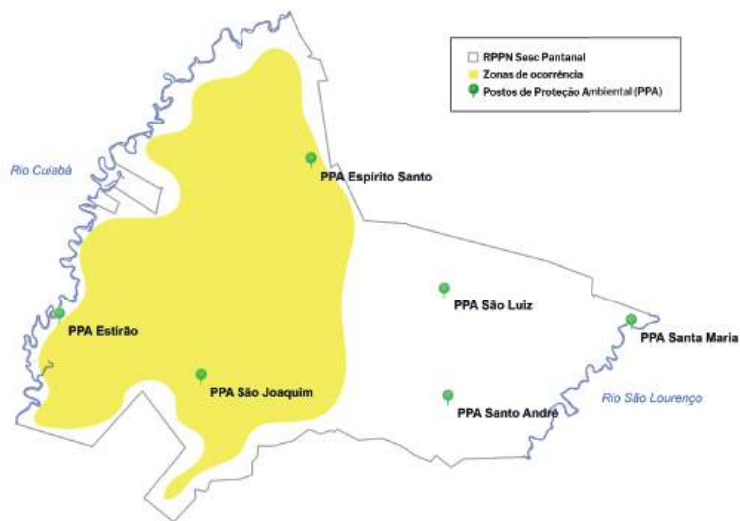 RPPN Sesc Pantanal
Zonas de ocorrência
Postos de Proteção Ambiental (PPA)
Rio Cuiabá
PPA Espírito Santo
PPA São Luiz
PPA Estirão
PPA Santa Maria
PPA São Joaquim
Rio São Lourenço
PPA Santo André